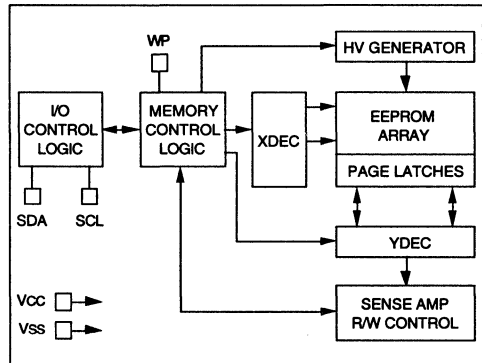 WP
HV GENERATOR
I/O
CONTROL
LOGIC
MEMORY
CONTROL
LOGIC
XDEC
EEPROM
ARRAY
PAGE LATCHES
SDA
SCL
YDEC
SENSE AMP
R/W CONTROL
VCC
VSS